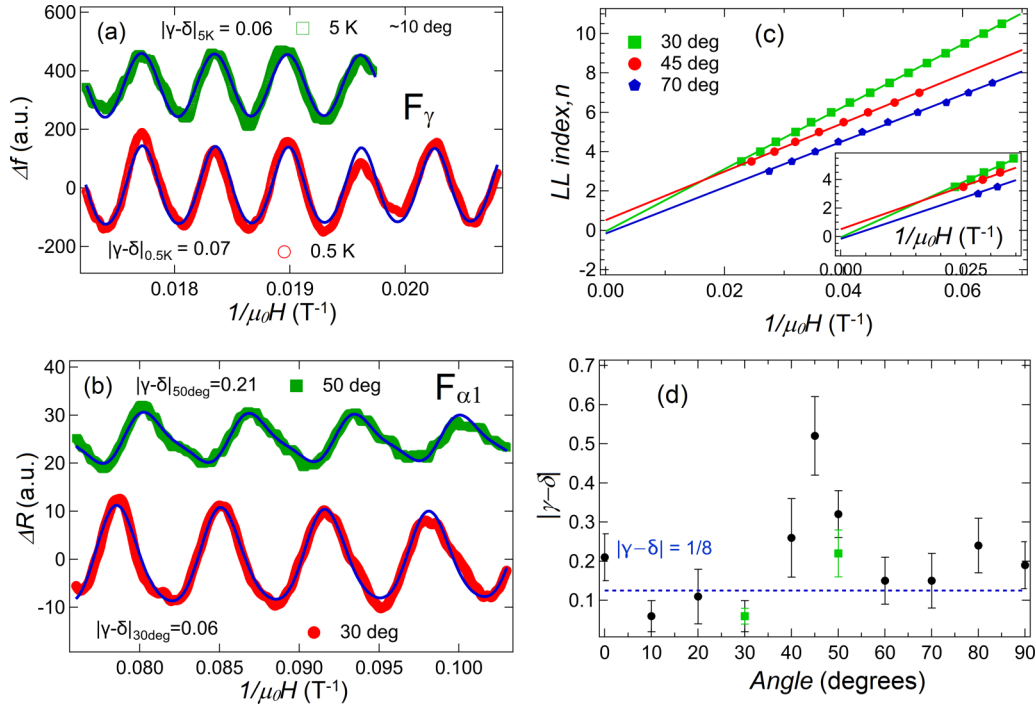 (a)
|γ-δ|5K = 0.06
5 K
~10 deg
Fγ
600
400
200
0
-200
Δf (a.u.)
|γ-δ|0.5K = 0.07
0.5 K
0.018
0.019
0.020
1/μ0H (T-1)
(c)
30 deg
45 deg
70 deg
12
10
8
6
4
2
0
-2
LL index,n
4
2
0
0.000
0.025
1/μ0H (T-1)
0.00
0.02
0.04
0.06
1/μ0H (T-1)
(b)
|γ-δ|50deg=0.21
50 deg
Fα1
40
30
20
10
0
-10
ΔR (a.u.)
|γ-δ|30deg=0.06
30 deg
0.080
0.085
0.090
0.095
0.100
1/μ0H (T-1)
(d)
0.7
0.5
0.3
0.1
|γ-δ|
|γ-δ| = 1/8
0
10
20
30
40
50
60
70
80
90
Angle (degrees)